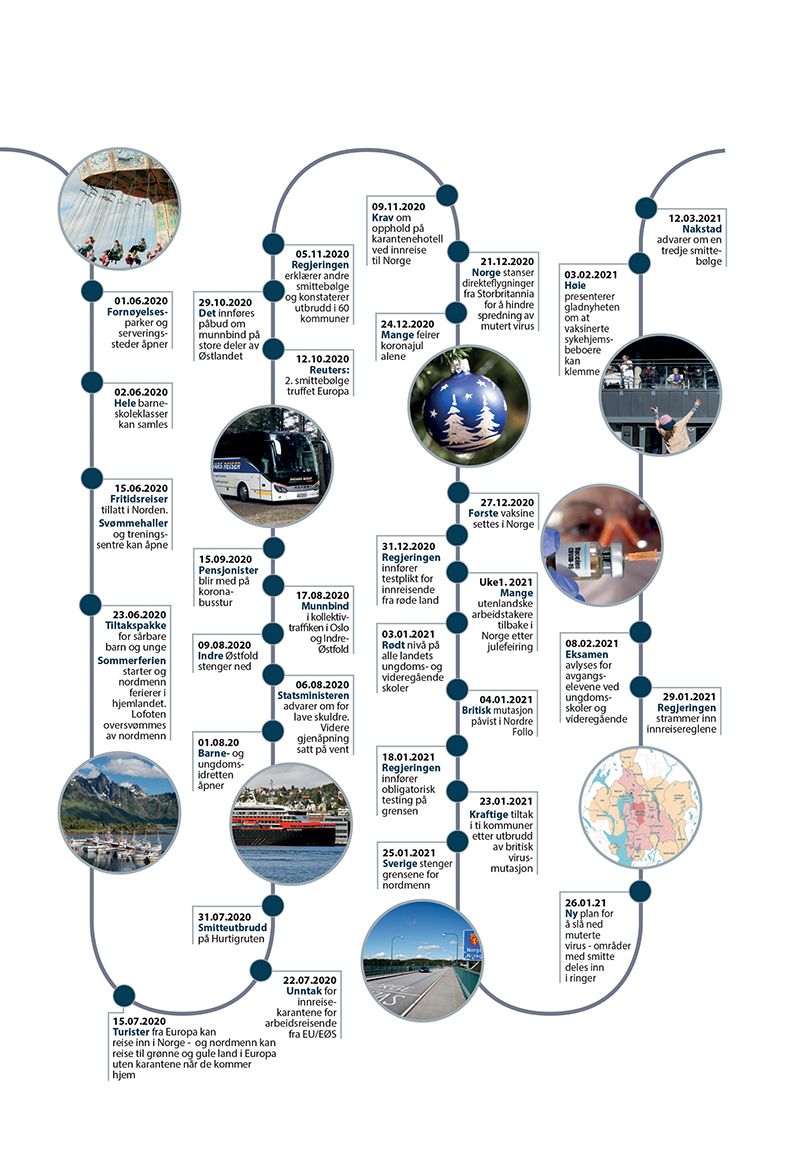 01.06.2020
Fornøyelses-
parker og
serverings-
steder åpner
02.06.2020
Hele barne-
skoleklasser
kan samles
15.06.2020
Fritidsreiser
tillatt i Norden.
Svømmehaller
og trenings-
sentre kan åpne
23.06.2020
Tiltakspakke
for sårbare
barn og unge
Sommerferien
starter og
nordmenn
ferierer i
hjemlandet.
Lofoten
oversvømmes
av nordmenn
15.07.2020
Turister fra Europa kan
reise inn i Norge - og nordmenn kan
reise til grønne og gule land i Europa
uten karantene når de kommer
hjem
22.07.2020
Unntak for
innreise-
karantene for
arbeidsreisende
fra EU/EØS
31.07.2020
Smitteutbrudd
på Hurtigruten
01.08.20
Barne- og
ungdoms-
idretten
åpner
06.08.2020
Statsministeren
advarer om for
lave skuldre.
Videre
gjenåpning
satt på vent
09.08.2020
Indre Østfold
stenger ned
17.08.2020
Munnbind
i kollektiv-
traffiken i Oslo
og Indre-
Østfold
15.09.2020
Pensjonister
blir med på
korona-
busstur
12.10.2020
Reuters:
2. smittebølge
truffet Europa
29.10.2020
Det innføres
påbud om
munnbind på
store deler av
Østlandet
05.11.2020
Regjeringen
erklærer andre
smittebølge
og konstaterer
utbrudd i 60
kommuner
09.11.2020
Krav om
opphold på
karantenehotell
ved innreise
til Norge
21.12.2020
Norge stanser
direkteflygninger
fra Storbritannia
for å hindre
spredning av
mutert virus
24.12.2020
Mange feirer
koronajul
alene
27.12.2020
Første vaksine
settes i Norge
31.12.2020
Regjeringen
innfører
testplikt for
innreisende
fra røde land
Uke1. 2021
Mange
utenlandske
arbeidstakere
tilbake i
Norge etter
julefeiring
03.01.2021
Rødt nivå på
alle landets
ungdoms- og
videregående
skoler
04.01.2021
Britisk mutasjon
påvist i Nordre
Follo
18.01.2021
Regjeringen
innfører
obligatorisk
testing på
grensen
23.01.2021
Kraftige tiltak
i ti kommuner
etter utbrudd
av britisk
virus-
mutasjon
25.01.2021
Sverige stenger
grensene for
nordmenn
26.01.21
Ny plan for
å slå ned
muterte
virus - områder
med smitte
deles inn
i ringer
29.01.2021
Regjeringen
strammer inn
innreisereglene
08.02.2021
Eksamen
avlyses for
avgangs-
elevene ved
ungdoms-
skoler og
videregående
Vaccine
COVID-19
03.02.2021
Høie
presenterer
gladnyheten
om at
vaksinerte
sykehjems-
beboere
kan
klemme
12.03.2021
Nakstad
advarer om en
tredje smitte-
bølge